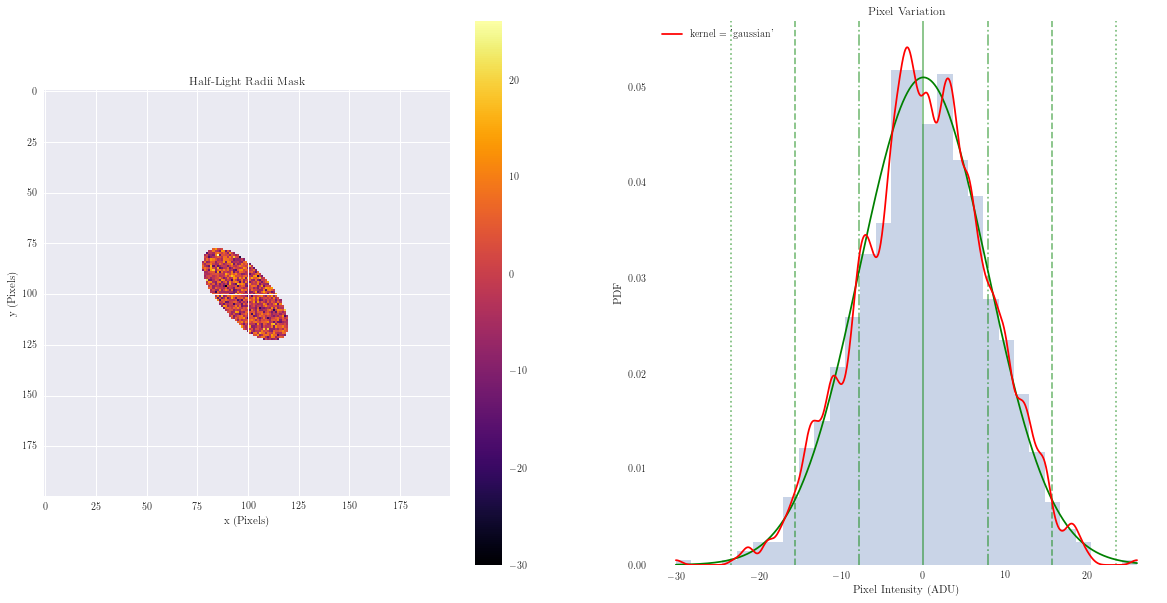 Half-Light Radii Mask
0
25
50
75
100
125
150
175
y (Pixels)
0 25 50 75 100 125 150 175
x (Pixels)
20
10
0
−10
−20
−30
Pixel Variation
kernel = 'gaussian'
0.05
0.04
0.03
0.02
0.01
0.00
PDF
−30 −20 −10 0 10 20
Pixel Intensity (ADU)